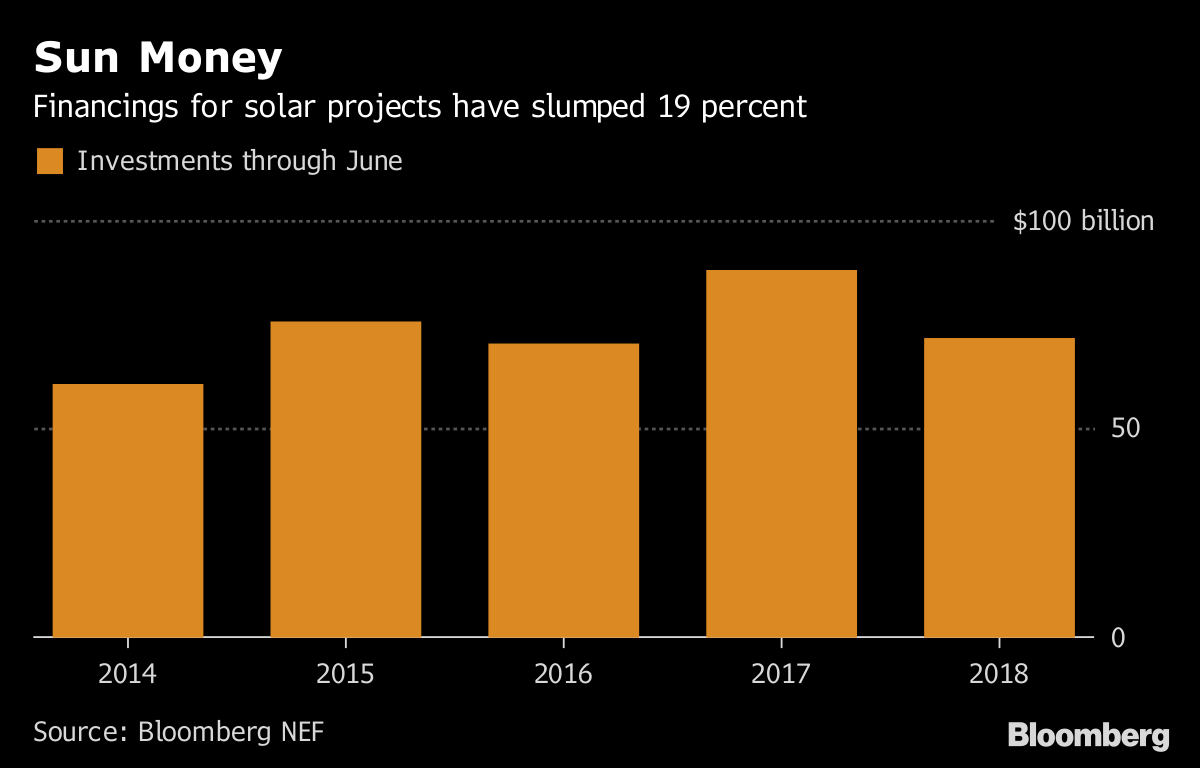 Sun Money
Financings for solar projects have slumped 19 percent
Investments through June
$100 billion
50
0
2014 2015 2016 2017 2018
Source: Bloomberg NEF
Bloomberg